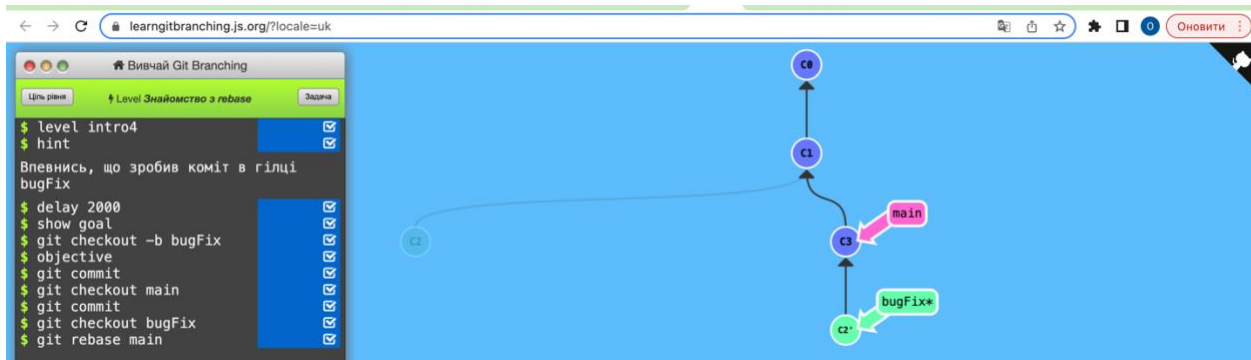 learngitbranching.js.org/?locale=uk
О
Оновити
Вивчай Git Branching
Ціль рівня
Level Знайомство з rebase
Задача
$ level intro4
$ hint
Впевнись, що зробив коміт в гілці
bugFix
$ delay 2000
$ show goal
$ git checkout -b bugFix
$ objective
$ git commit
$ git checkout main
$ git commit
$ git checkout bugFix
$ git rebase main
C0
C1
main
C2
C3
bugFix*
C2'